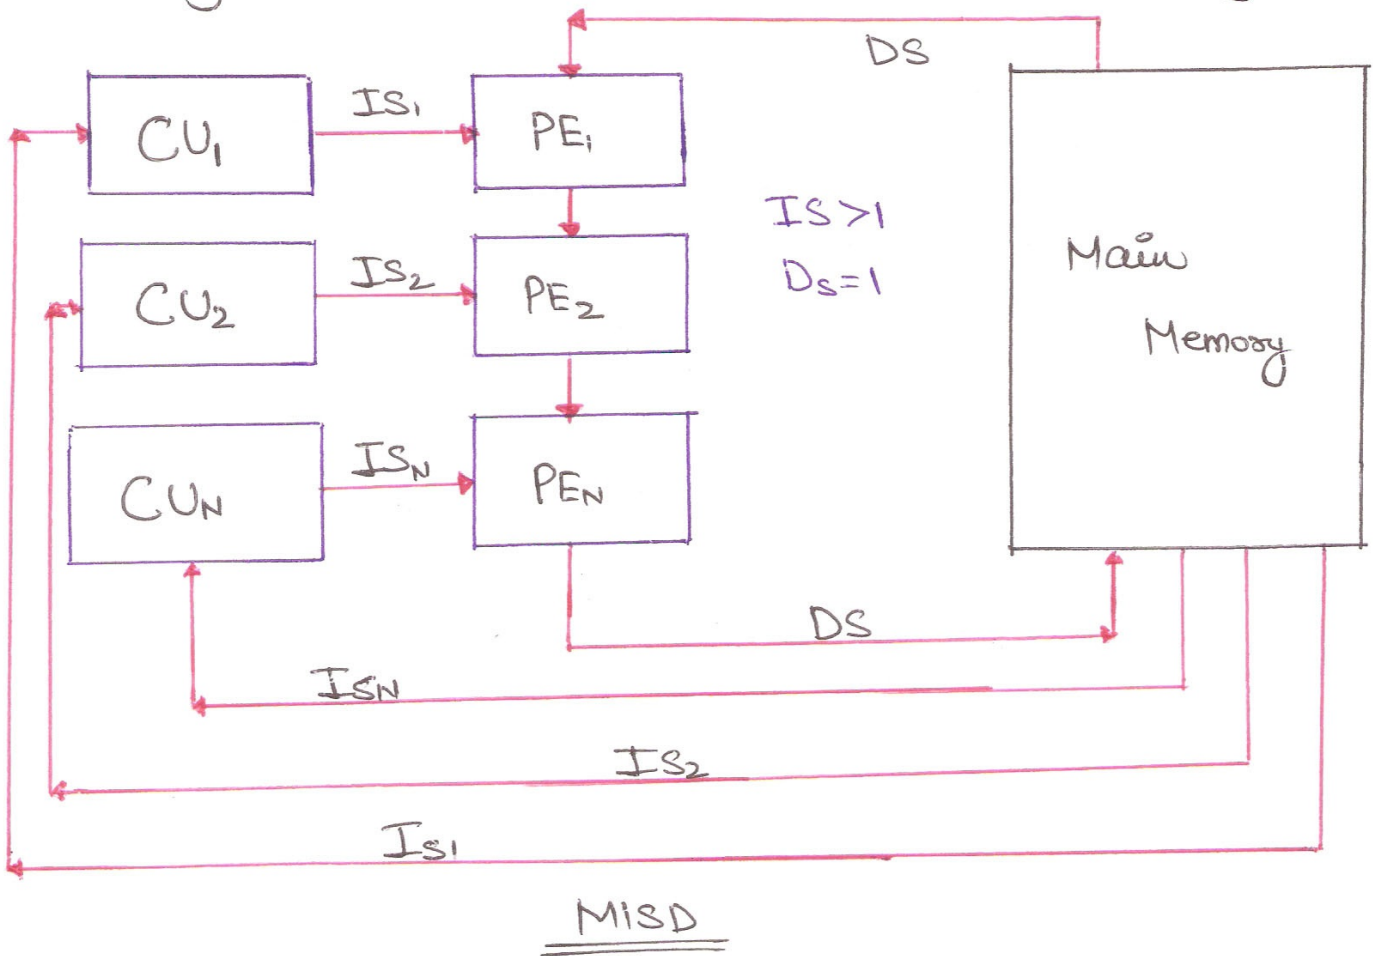 DS
CU1
IS1
PE1
IS>1
DS=1
CU2
IS2
PE2
Main
Memory
CUN
ISN
PEN
DS
ISN
IS2
IS1
MISD